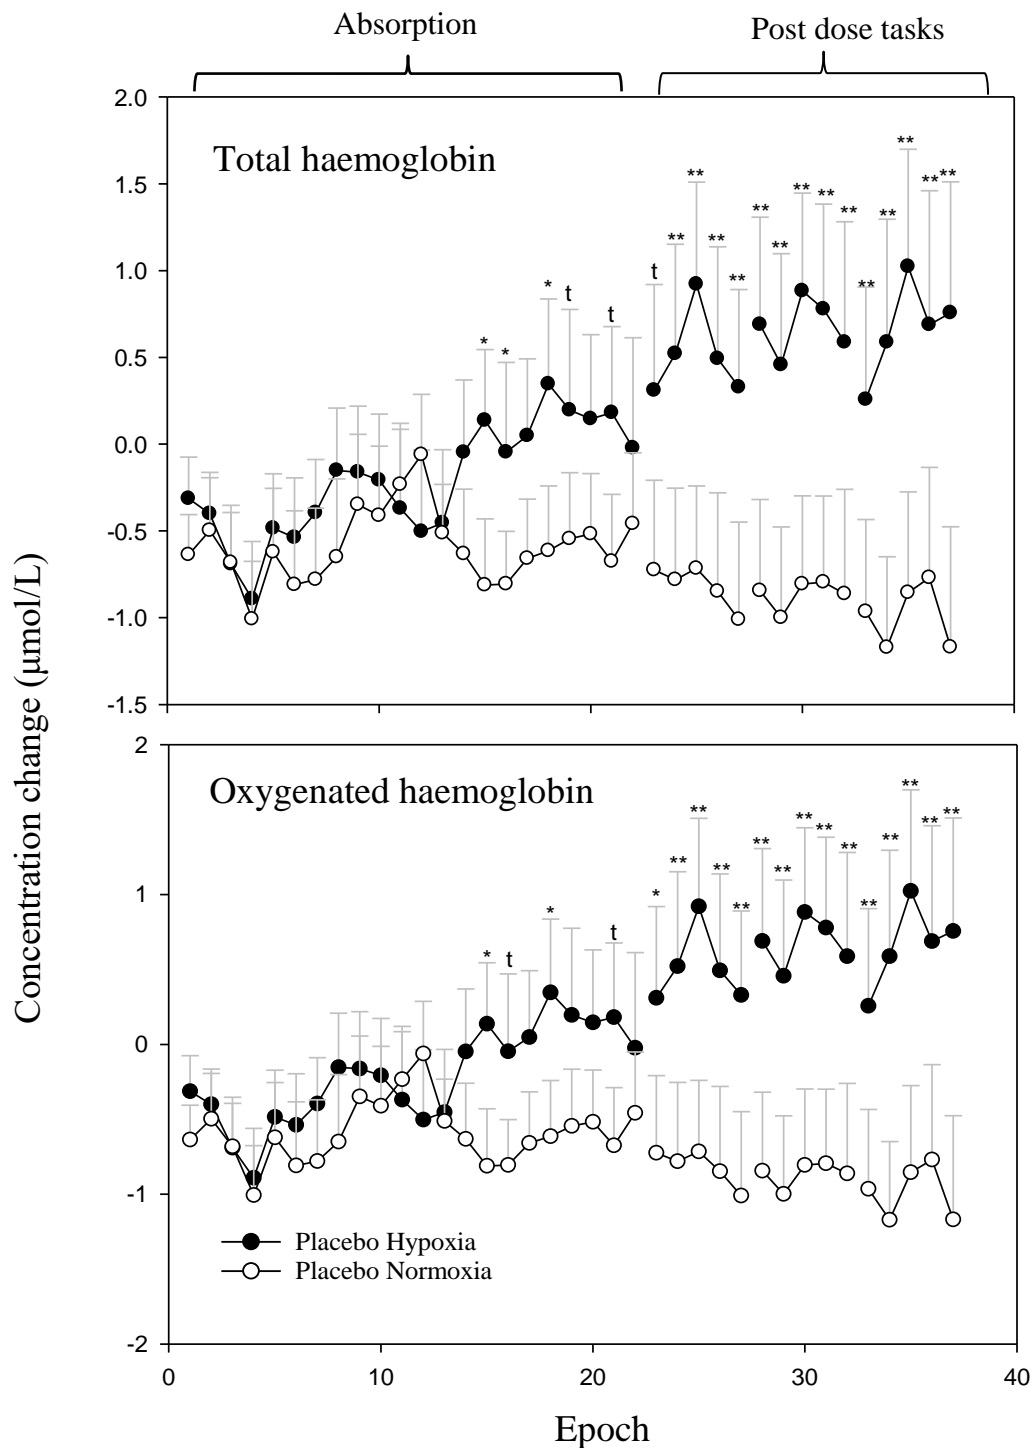 Absorption
Post dose tasks
2.0
Total haemoglobin
1.5
1.0
0.5
0.0
-0.5
-1.0
-1.5
* * * t t t ** ** ** ** ** ** ** ** ** ** ** ** ** **
Concentration change (µmol/L)
2
Oxygenated haemoglobin
1
0
-1
-2
* t * t * ** ** ** ** ** ** ** ** ** ** ** ** ** **
Placebo Hypoxia
Placebo Normoxia
0 10 20 30 40
Epoch